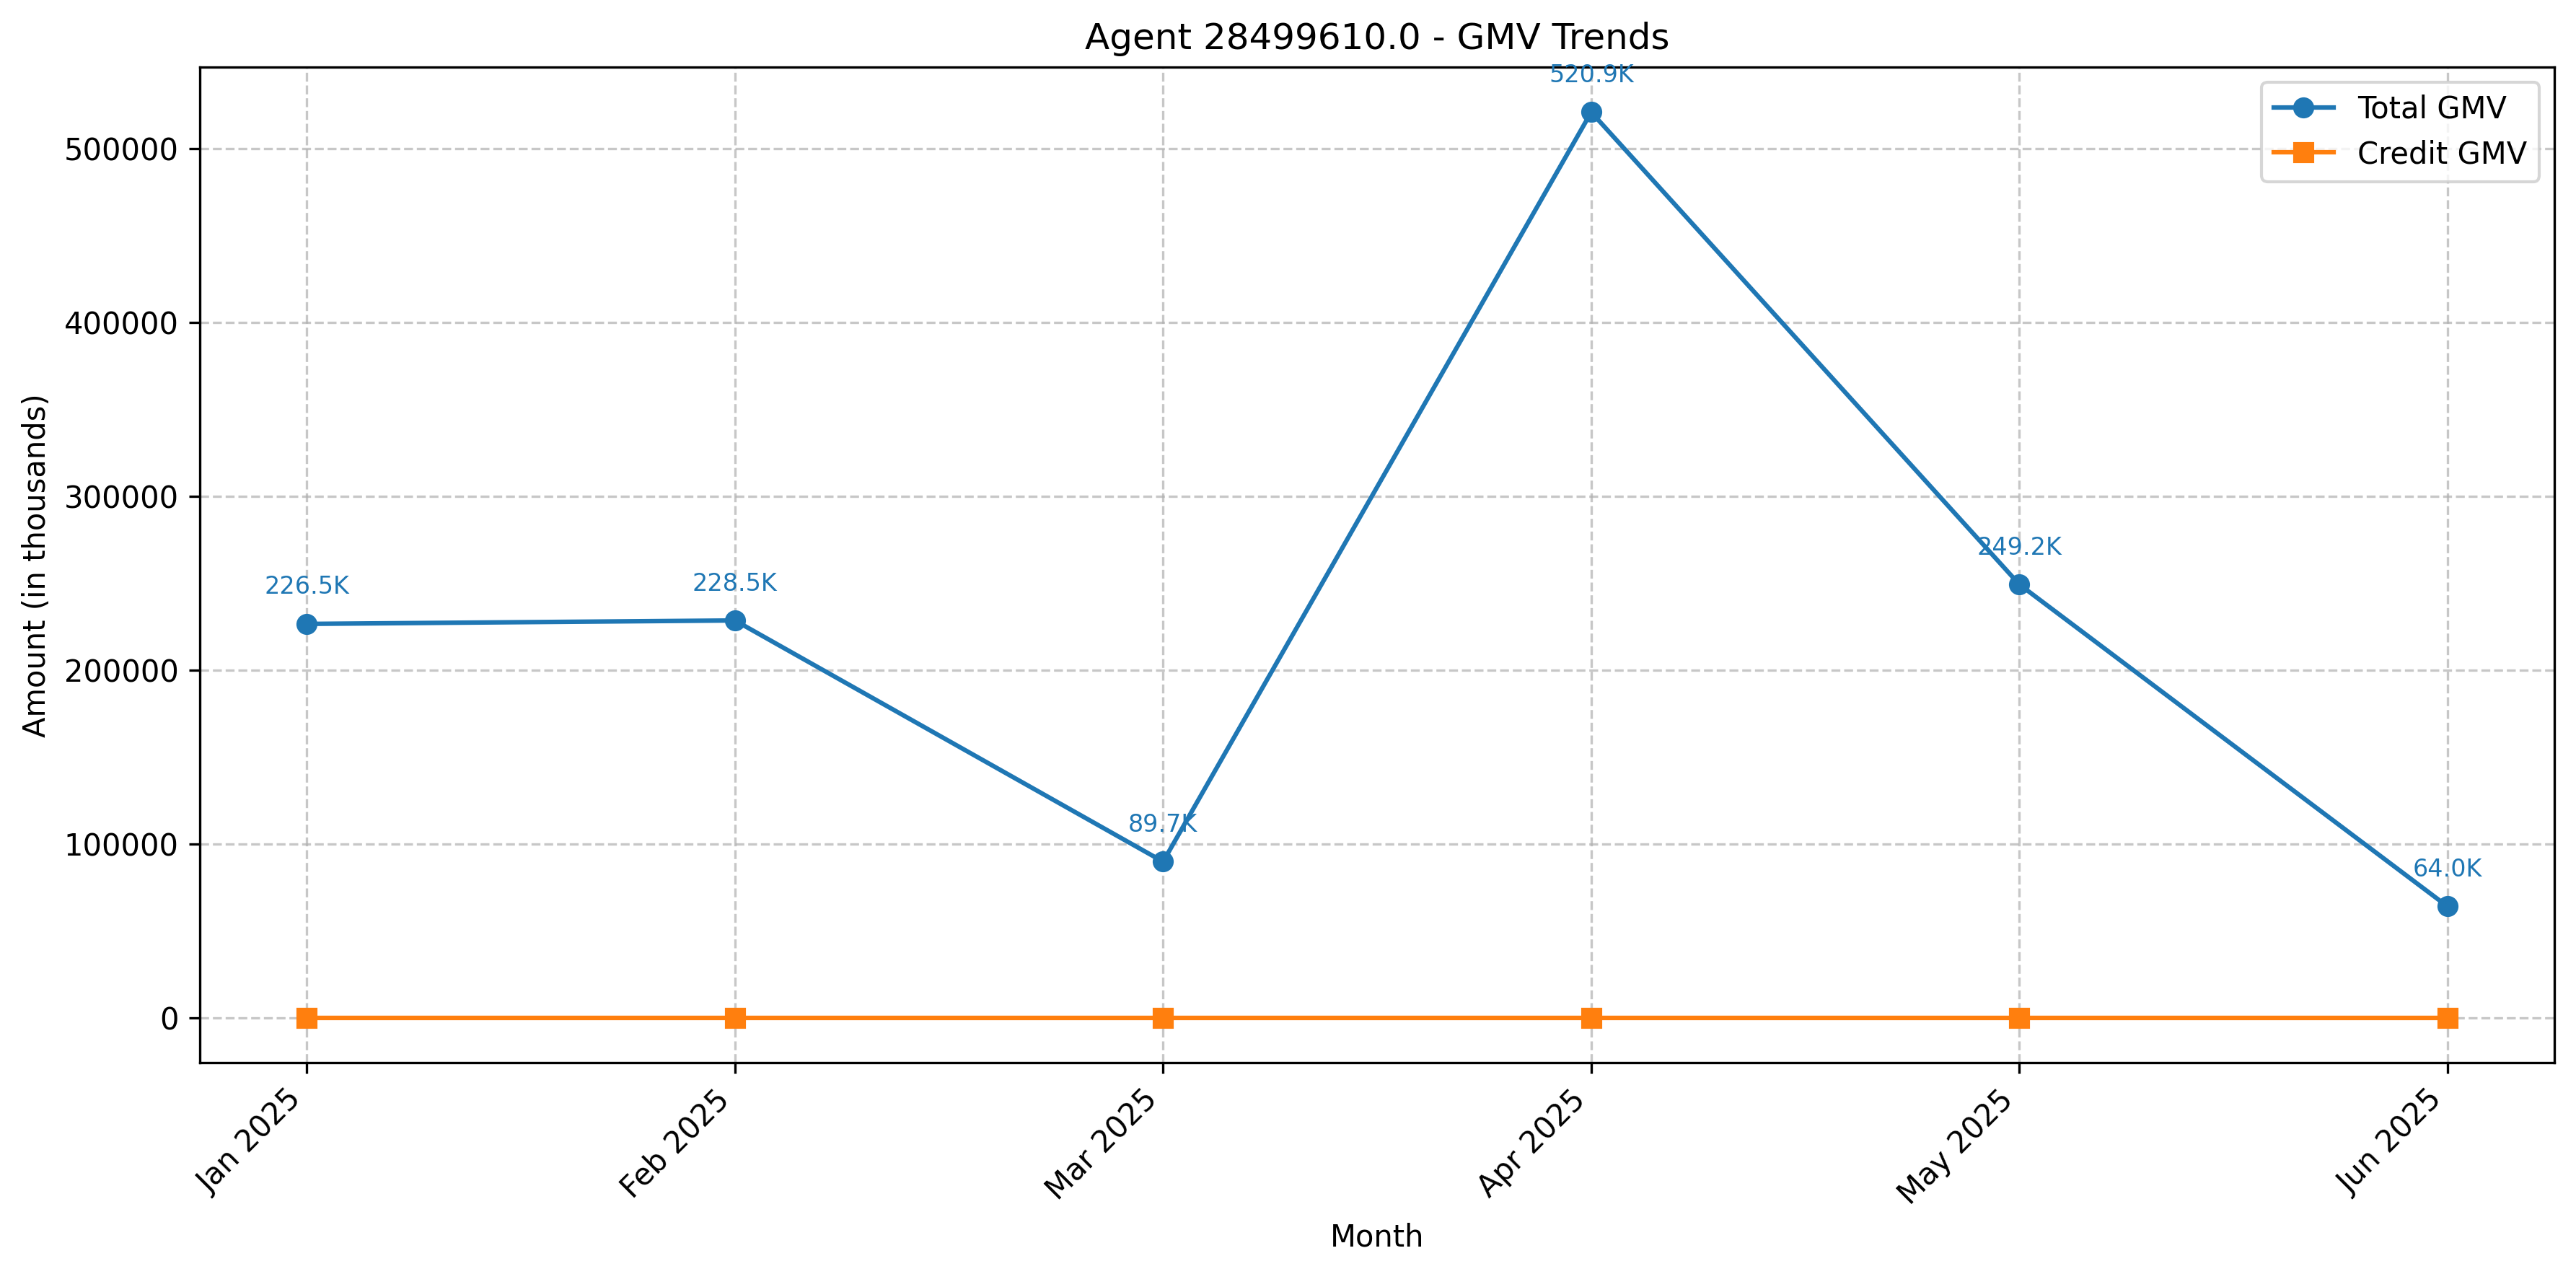 Agent 28499610.0 - GMV Trends
520.9K
Total GMV
Credit GMV
500000
400000
300000
200000
100000
0
Amount (in thousands)
226.5K
228.5K
89.7K
249.2K
64.0K
Jan 2025
Feb 2025
Mar 2025
Apr 2025
May 2025
Jun 2025
Month